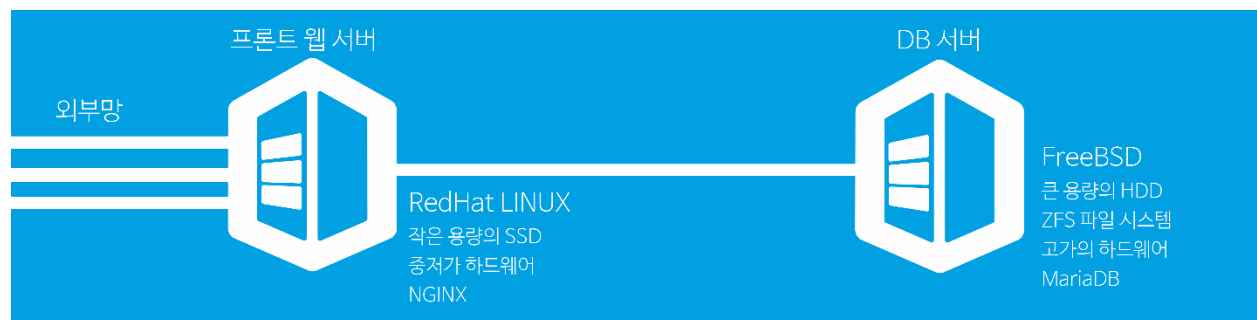 프론트 웹 서버
DB 서버
외부망
RedHat LINUX
작은 용량의 SSD
중저가 하드웨어
NGINX
FreeBSD
큰 용량의 HDD
ZFS 파일 시스템
고가의 하드웨어
MariaDB